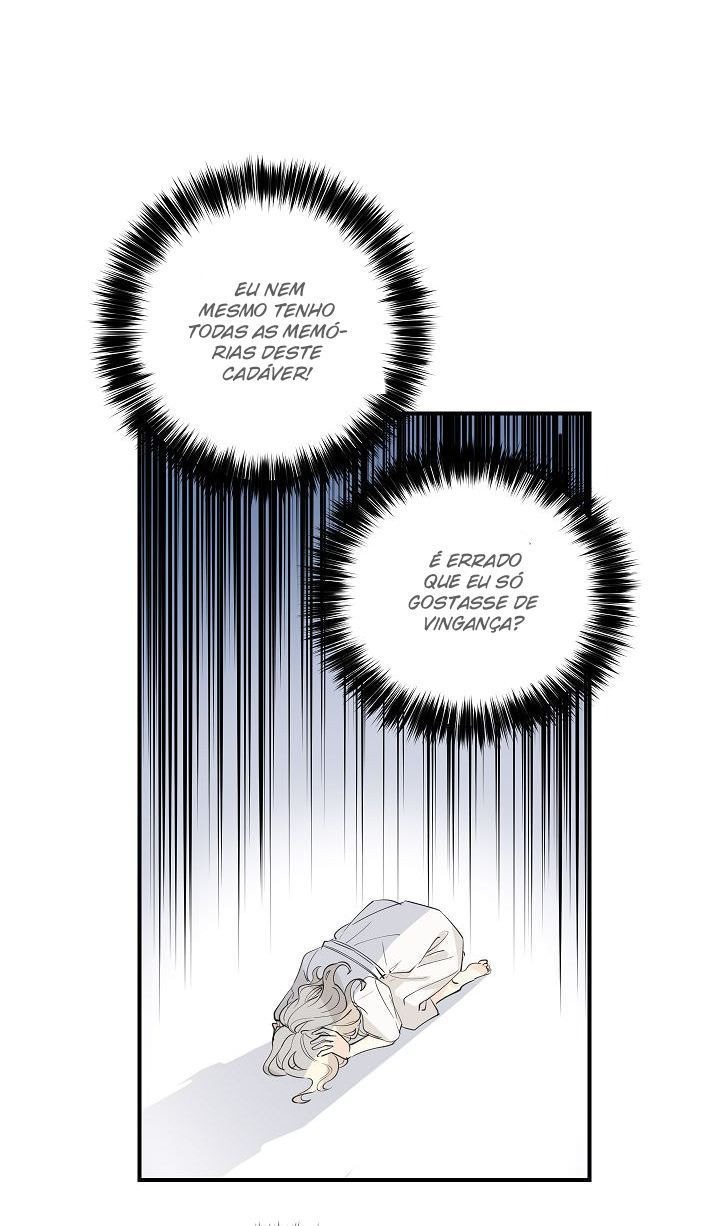 EU NEM
MESMO TENHO
TODAS AS MEMÓ-
RIAS DESTE
CADÁVER!
É ERRADO
QUE EU SÓ
GOSTASSE DE
VINGANÇA?